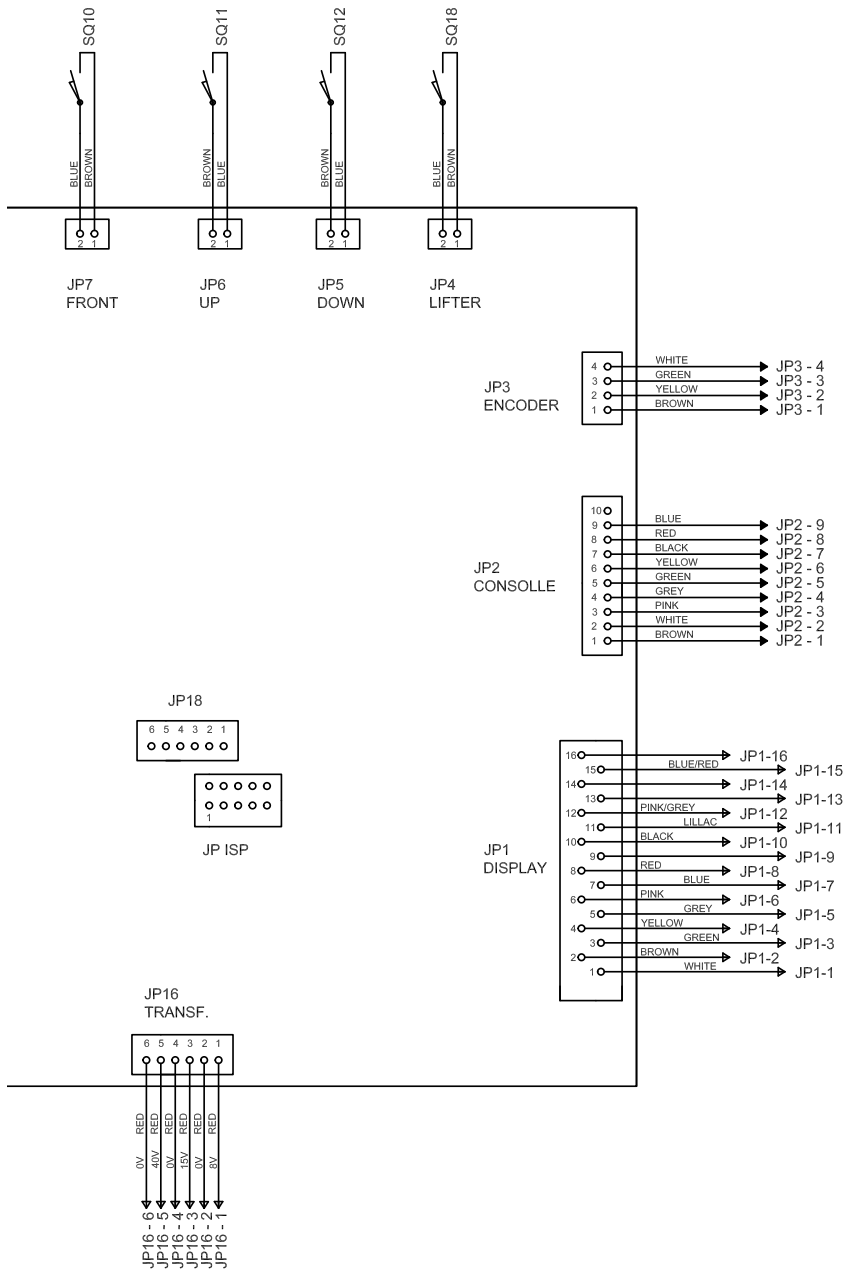 SQ10
SQ11
SQ12
SQ18
BLUE
BROWN
BROWN
BLUE
BROWN
BLUE
BLUE
BROWN
2 1
2 1
2 1
2 1
JP7
FRONT
JP6
UP
JP5
DOWN
JP4
LIFTER
JP3
ENCODER
4 WHITE JP3 - 4
3 GREEN JP3 - 3
2 YELLOW JP3 - 2
1 BROWN JP3 - 1
JP2
CONSOLLE
10
9 BLUE JP2 - 9
8 RED JP2 - 8
7 BLACK JP2 - 7
6 YELLOW JP2 - 6
5 GREEN JP2 - 5
4 GREY JP2 - 4
3 PINK JP2 - 3
2 WHITE JP2 - 2
1 BROWN JP2 - 1
JP18
6 5 4 3 2 1
1
JP ISP
JP1
DISPLAY
16 JP1-16
15 BLUE/RED JP1-15
14 JP1-14
13 JP1-13
12 PINK/GREY JP1-12
11 LILLAC JP1-11
10 BLACK JP1-10
9 JP1-9
8 RED JP1-8
7 BLUE JP1-7
6 PINK JP1-6
5 GREY JP1-5
4 YELLOW JP1-4
3 GREEN JP1-3
2 BROWN JP1-2
1 WHITE JP1-1
JP16
TRANSF.
6 5 4 3 2 1
RED RED RED RED RED RED
0V 40V 0V 15V 0V 8V
JP16 - 6
JP16 - 5
JP16 - 4
JP16 - 3
JP16 - 2
JP16 - 1